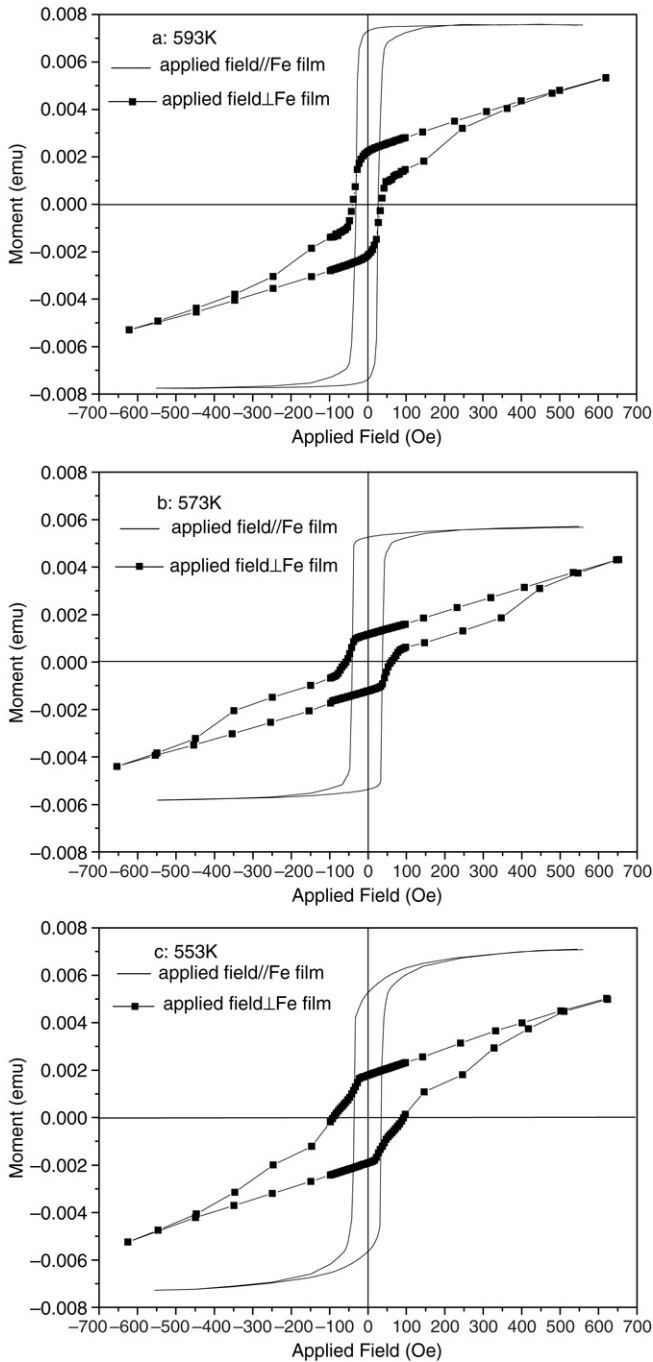 0.008
a: 593K
applied field//Fe film
0.006
applied field⊥Fe film
0.004
0.002
0.000
−0.002
−0.004
−0.006
−0.008
Moment (emu)
−700 −600 −500 −400 −300 −200 −100 0 100 200 300 400 500 600 700
Applied Field (Oe)
0.008
b: 573K
0.006
applied field//Fe film
0.004
applied field⊥Fe film
0.002
0.000
−0.002
−0.004
−0.006
−0.008
Moment (emu)
−700 −600 −500 −400 −300 −200 −100 0 100 200 300 400 500 600 700
Applied Field (Oe)
0.008
c: 553K
0.006
applied field//Fe film
applied field⊥Fe film
0.004
0.002
0.000
−0.002
−0.004
−0.006
−0.008
Moment (emu)
−700 −600 −500 −400 −300 −200 −100 0 100 200 300 400 500 600 700
Applied Field (Oe)